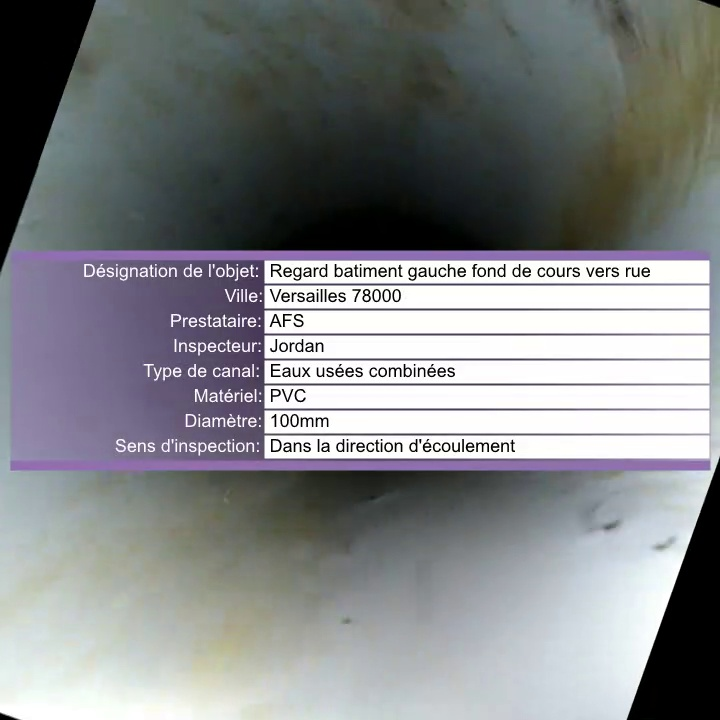 Désignation de l'objet: Regard batiment gauche fond de cours vers rue
Ville: Versailles 78000
Prestataire: AFS
Inspecteur: Jordan
Type de canal: Eaux usées combinées
Matériel: PVC
Diamètre: 100mm
Sens d'inspection: Dans la direction d'écoulement